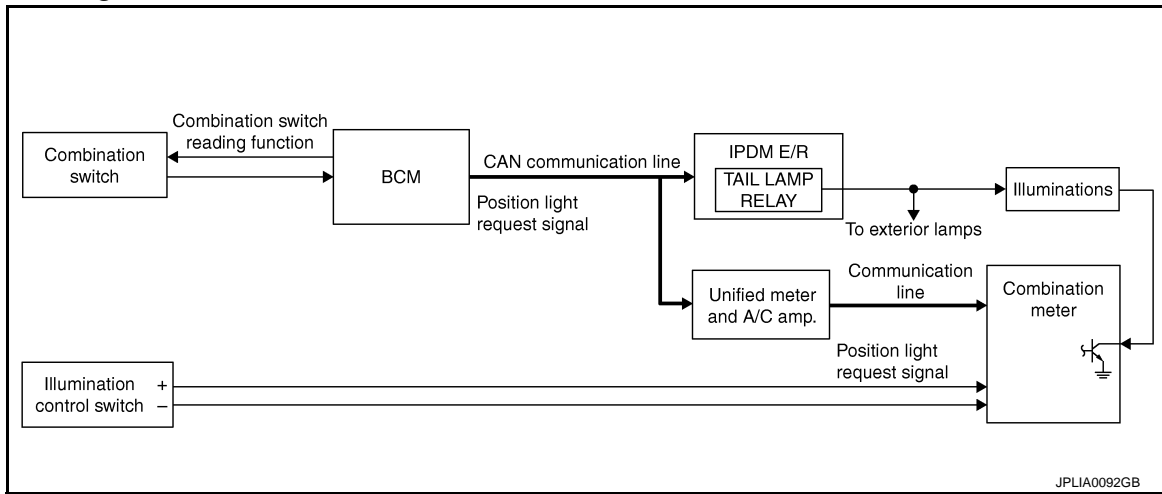 Combination switch
reading function
Combination
switch
BCM
CAN communication line
Position light
request signal
IPDM E/R
TAIL LAMP
RELAY
To exterior lamps
Illuminations
Unified meter
and A/C amp.
Communication
line
Combination
meter
Position light
request signal
Illumination
control switch
+
–
JPLIA0092GB